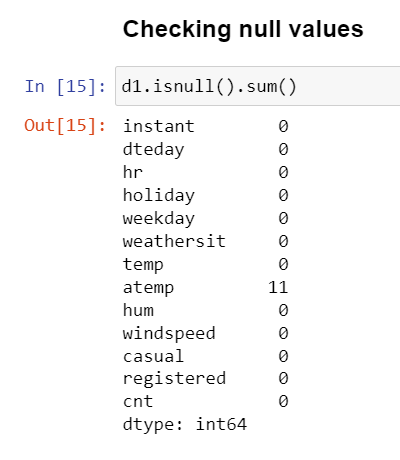 Checking null values
In [15]: d1.isnull().sum()
Out[15]: instant 0
dteday 0
hr 0
holiday 0
weekday 0
weathersit 0
temp 0
atemp 11
hum 0
windspeed 0
casual 0
registered 0
cnt 0
dtype: int64